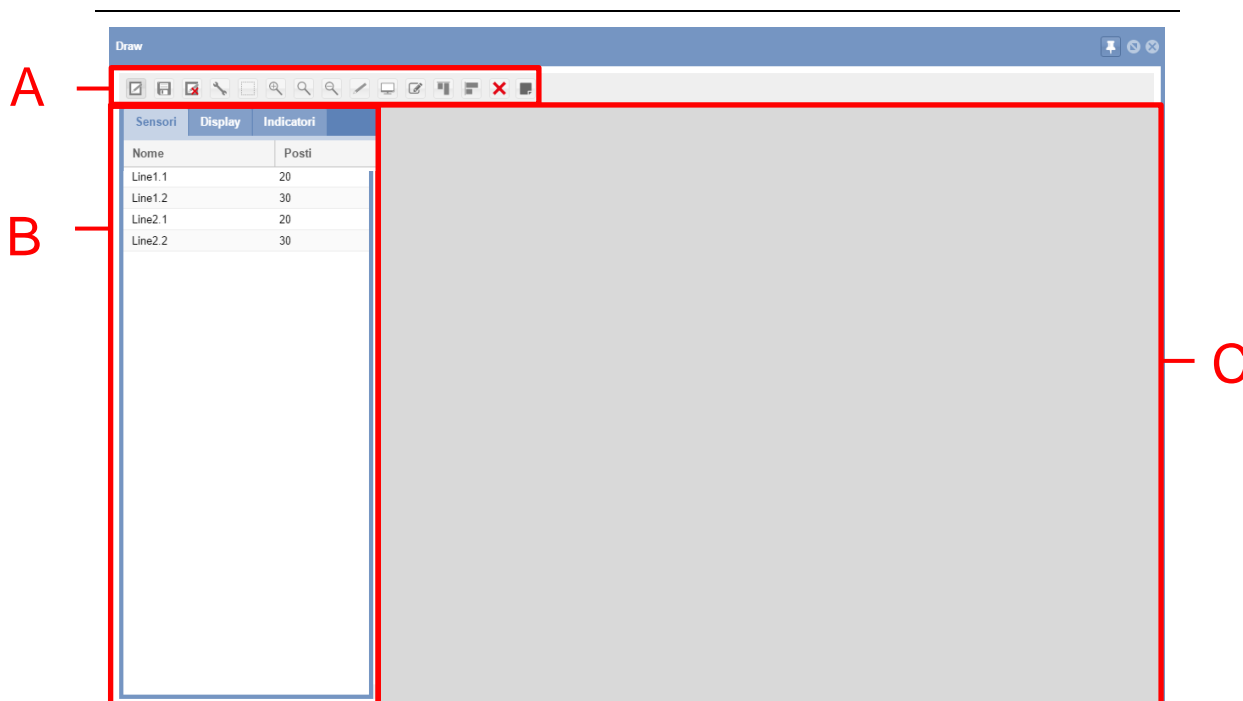 Draw
A
Sensori Display Indicatori
Nome Posti
Line1.1 20
Line1.2 30
B
Line2.1 20
Line2.2 30
C